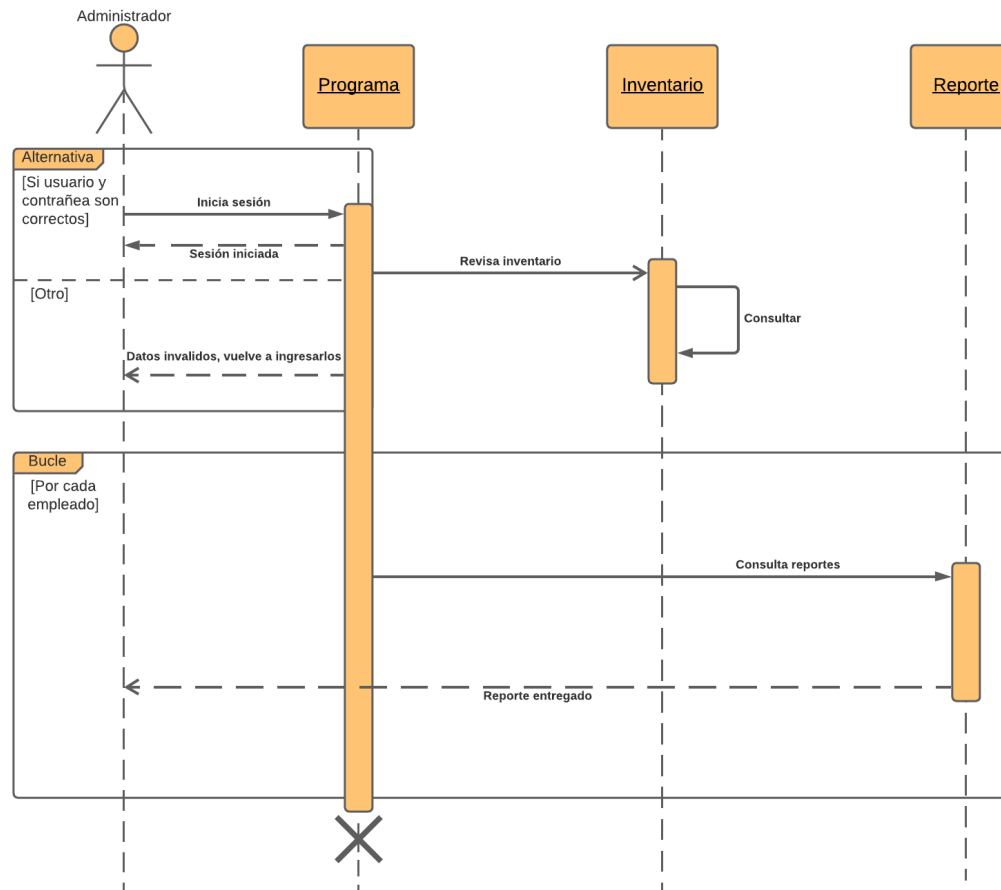 Administrador
Programa
Inventario
Reporte
Alternativa
[Si usuario y
contrañea son
correctos]
Inicia sesión
Sesión iniciada
Revisa inventario
[Otro]
Consultar
Datos invalidos, vuelve a ingresarlos
Bucle
[Por cada
empleado]
Consulta reportes
Reporte entregado